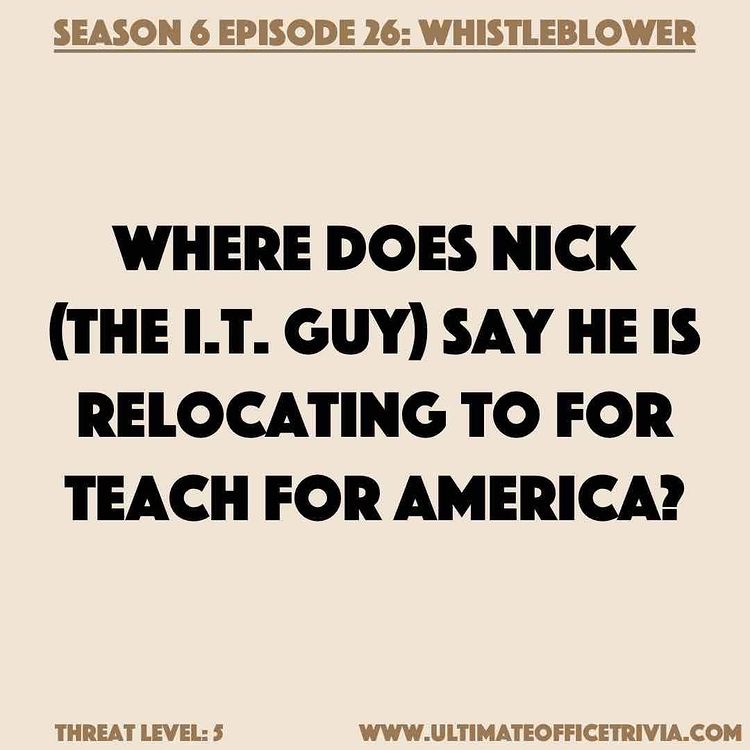 SEASON 6 EPISODE 26: WHISTLEBLOWER
WHERE DOES NICK
(THE I.T. GUY) SAY HE IS
RELOCATING TO FOR
TEACH FOR AMERICA?
THREAT LEVEL: 5
WWW.ULTIMATEOFFICETRIVIA.COM